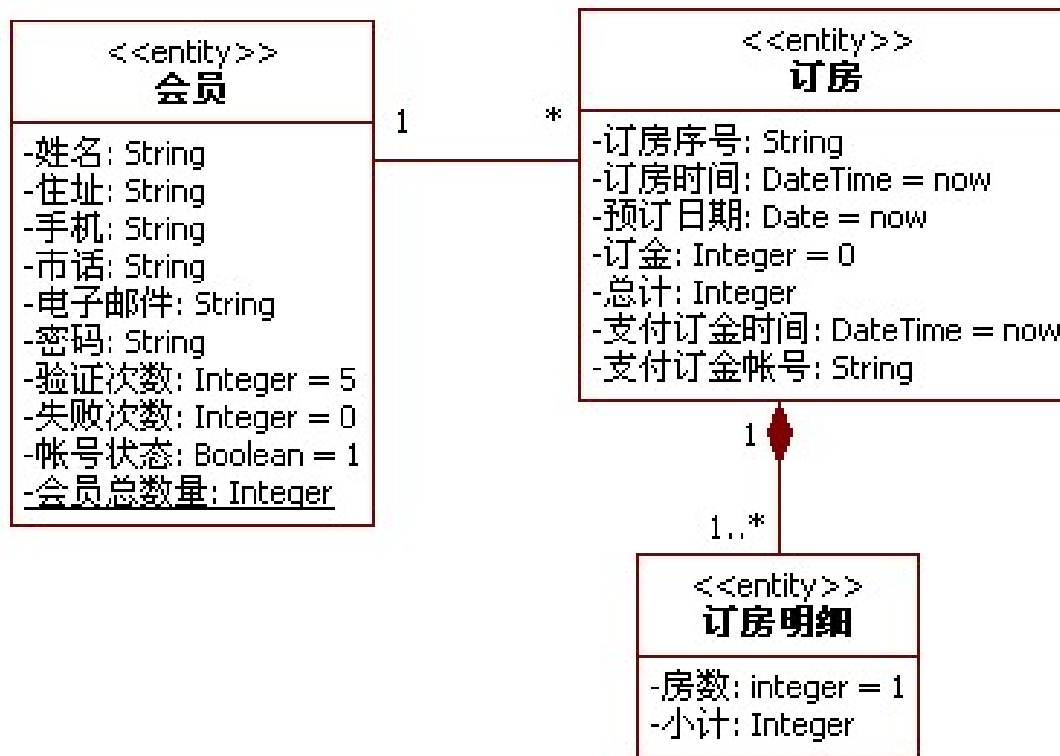 <<entity>>
会员
-姓名: String
-住址: String
-手机: String
-市话: String
-电子邮件: String
-密码: String
-验证次数: Integer = 5
-失败次数: Integer = 0
-帐号状态: Boolean = 1
-会员总数量: Integer
1
*
<<entity>>
订房
-订房序号: String
-订房时间: DateTime = now
-预订日期: Date = now
-订金: Integer = 0
-总计: Integer
-支付订金时间: DateTime = now
-支付订金帐号: String
1
1..*
<<entity>>
订房明细
-房数: integer = 1
-小计: Integer